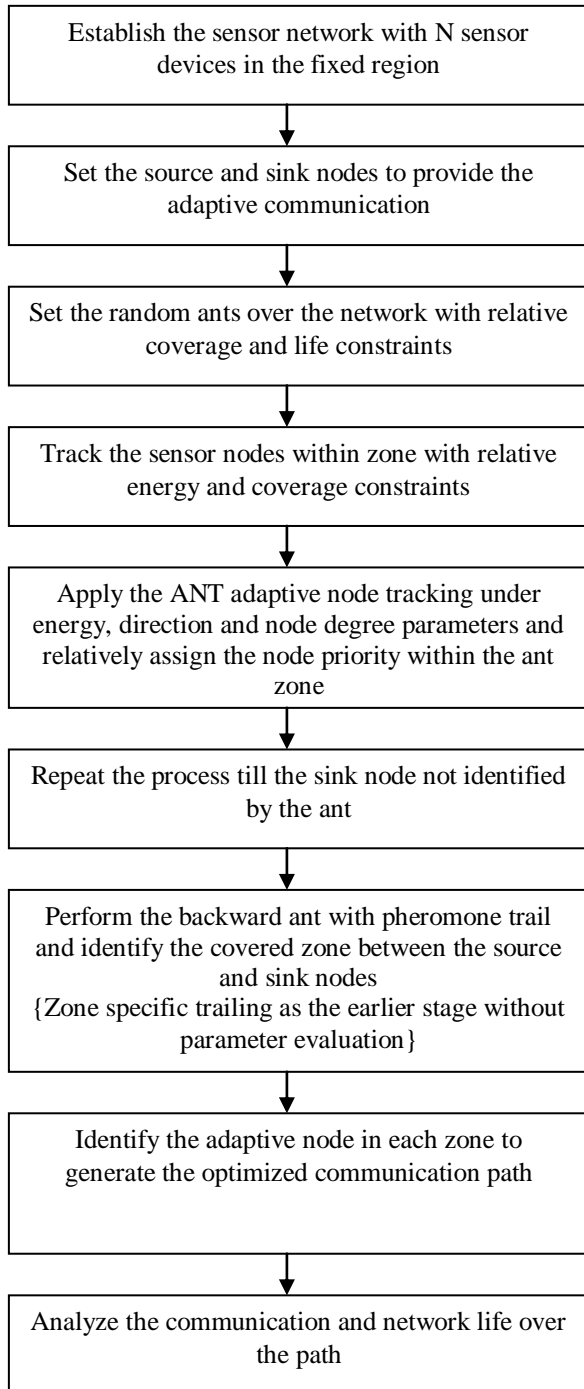 Establish the sensor network with N sensor
devices in the fixed region
Set the source and sink nodes to provide the
adaptive communication
Set the random ants over the network with relative
coverage and life constraints
Track the sensor nodes within zone with relative
energy and coverage constraints
Apply the ANT adaptive node tracking under
energy, direction and node degree parameters and
relatively assign the node priority within the ant
zone
Repeat the process till the sink node not identified
by the ant
Perform the backward ant with pheromone trail
and identify the covered zone between the source
and sink nodes
{Zone specific trailing as the earlier stage without
parameter evaluation}
Identify the adaptive node in each zone to
generate the optimized communication path
Analyze the communication and network life over
the path